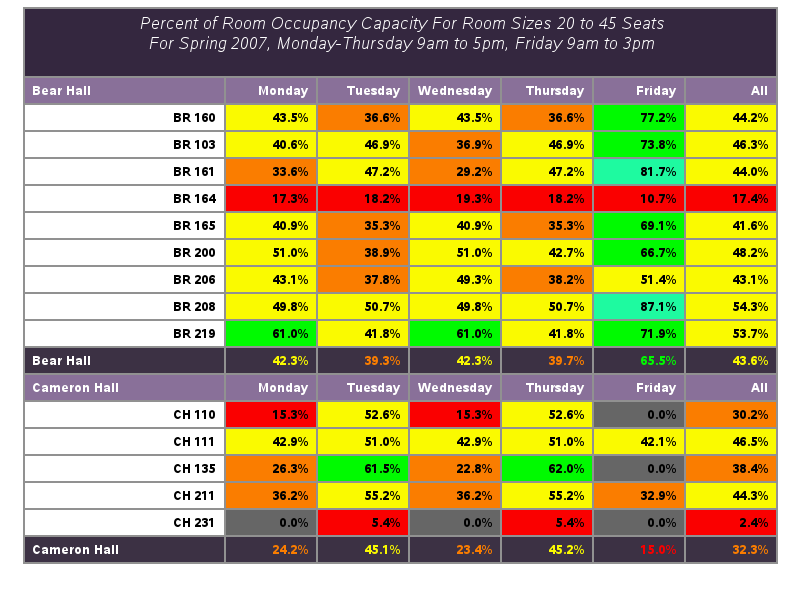 Percent of Room Occupancy Capacity For Room Sizes 20 to 45 Seats
For Spring 2007, Monday-Thursday 9am to 5pm, Friday 9am to 3pm
Bear Hall Monday Tuesday Wednesday Thursday Friday All
BR 160 43.5% 36.6% 43.5% 36.6% 77.2% 44.2%
BR 103 40.6% 46.9% 36.9% 46.9% 73.8% 46.3%
BR 161 33.6% 47.2% 29.2% 47.2% 81.7% 44.0%
BR 164 17.3% 18.2% 19.3% 18.2% 10.7% 17.4%
BR 165 40.9% 35.3% 40.9% 35.3% 69.1% 41.6%
BR 200 51.0% 38.9% 51.0% 42.7% 66.7% 48.2%
BR 206 43.1% 37.8% 49.3% 38.2% 51.4% 43.1%
BR 208 49.8% 50.7% 49.8% 50.7% 87.1% 54.3%
BR 219 61.0% 41.8% 61.0% 41.8% 71.9% 53.7%
Bear Hall 42.3% 39.3% 42.3% 39.7% 65.5% 43.6%
Cameron Hall Monday Tuesday Wednesday Thursday Friday All
CH 110 15.3% 52.6% 15.3% 52.6% 0.0% 30.2%
CH 111 42.9% 51.0% 42.9% 51.0% 42.1% 46.5%
CH 135 26.3% 61.5% 22.8% 62.0% 0.0% 38.4%
CH 211 36.2% 55.2% 36.2% 55.2% 32.9% 44.3%
CH 231 0.0% 5.4% 0.0% 5.4% 0.0% 2.4%
Cameron Hall 24.2% 45.1% 23.4% 45.2% 15.0% 32.3%